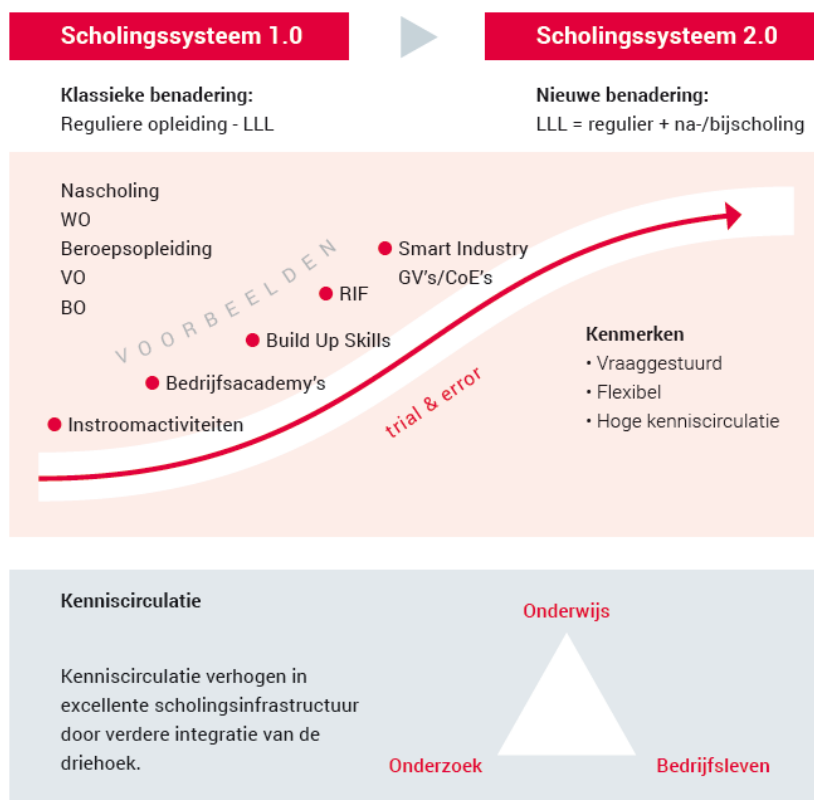 Scholingssysteem 1.0
Scholingssysteem 2.0
Klassieke benadering:
Reguliere opleiding - LLL
Nieuwe benadering:
LLL = regulier + na-/bijscholing
Nascholing
WO
Beroepsopleiding
VO
BO
VOORBEELDEN
Smart Industry
GV's/CoE's
RIF
Build Up Skills
Bedrijfsacademy's
Instroomactiviteiten
trial & error
Kenmerken
• Vraaggestuurd
• Flexibel
• Hoge kenniscirculatie
Kenniscirculatie
Kenniscirculatie verhogen in
excellente scholingsinfrastructuur
door verdere integratie van de
driehoek.
Onderwijs
Onderzoek
Bedrijfsleven